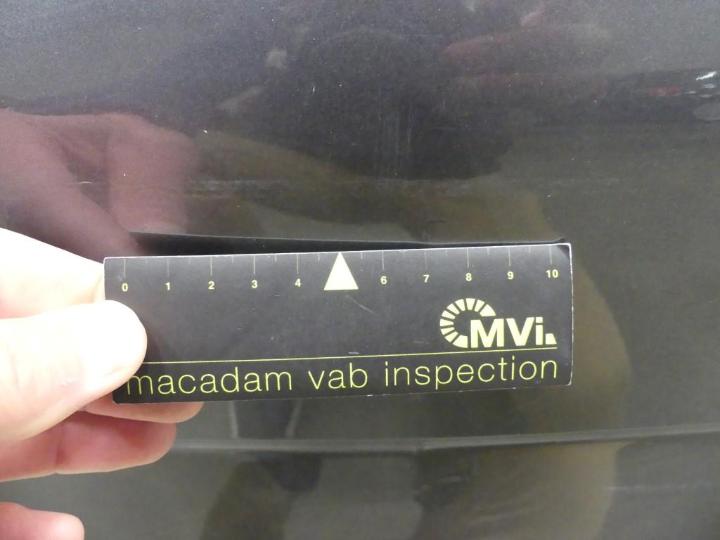 0 1 2 3 4 6 7 8 9 10
MVi
macadam vab inspection